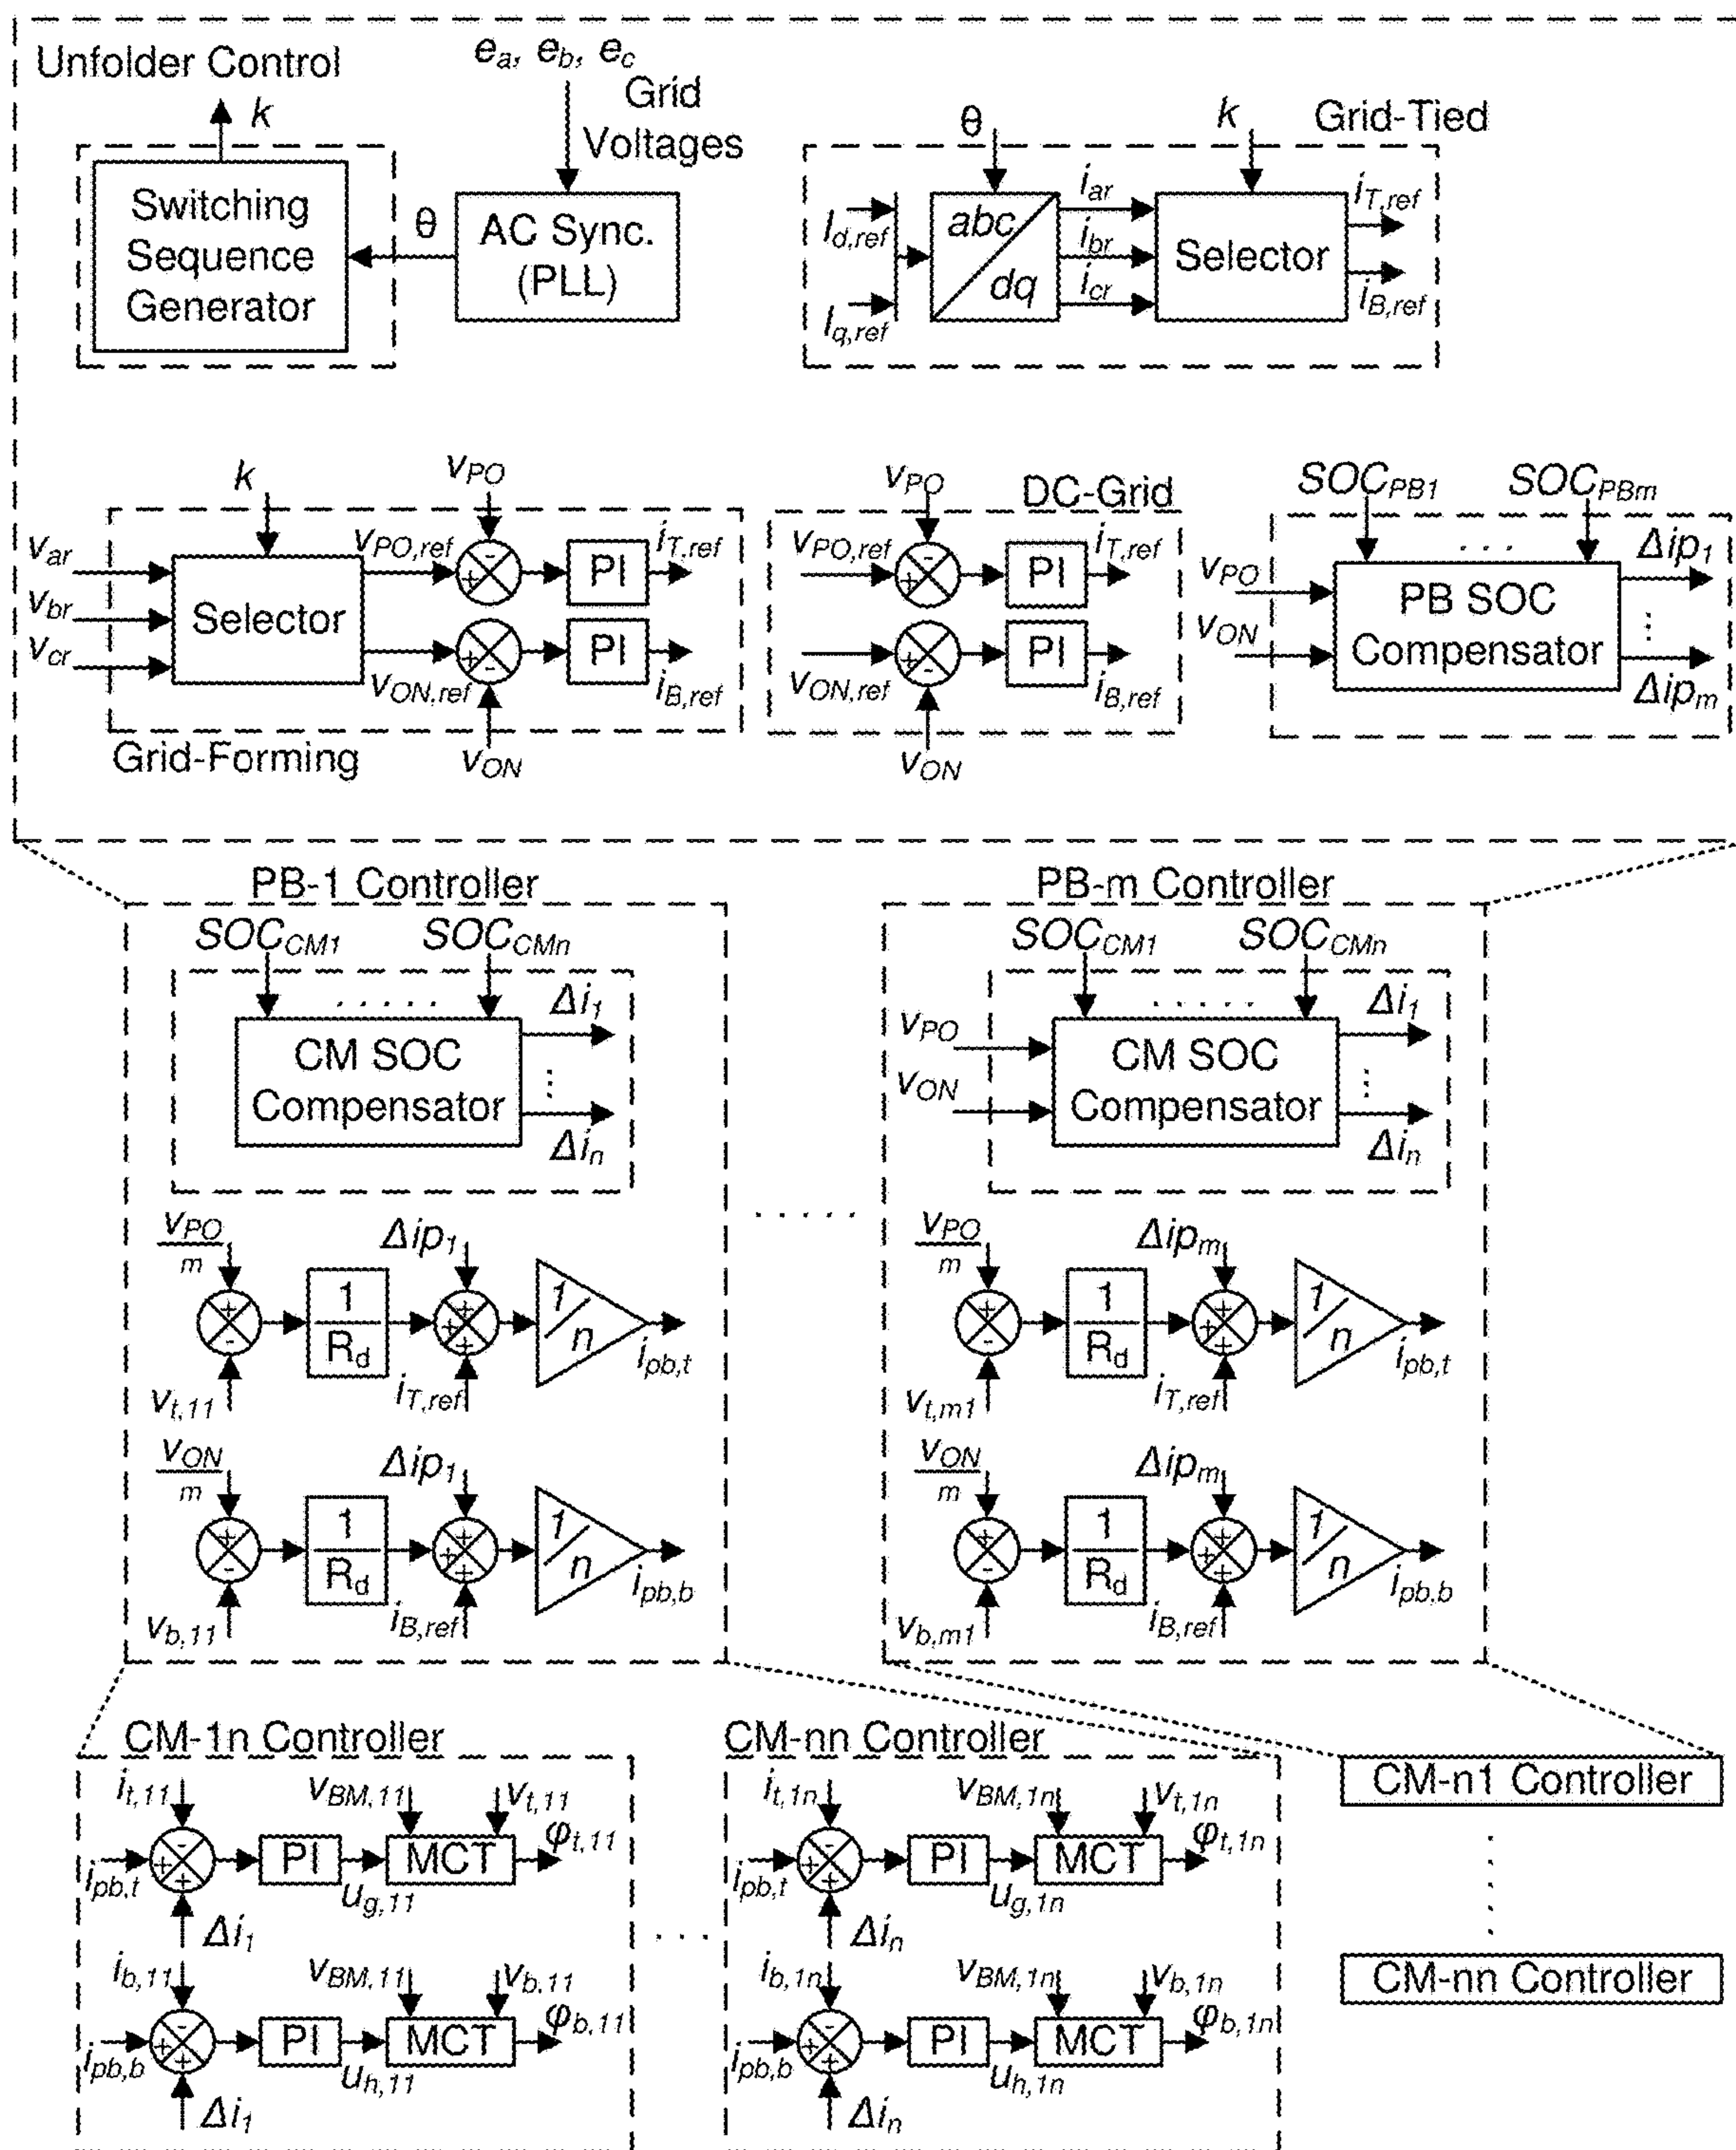 Unfolder Control
k
e_a, e_b, e_c
Grid
Voltages
Switching
Sequence
Generator
θ
AC Sync.
(PLL)
θ
k
Grid-Tied
I_d,ref
I_q,ref
abc
dq
i_ar
i_br
i_cr
Selector
i_T,ref
i_B,ref
k
v_ar
v_br
v_cr
Selector
v_PO,ref
v_ON,ref
v_PO
-
+
+
-
v_ON
PI
PI
i_T,ref
i_B,ref
Grid-Forming
v_PO
DC-Grid
v_PO,ref
v_ON,ref
-
+
+
-
PI
PI
i_T,ref
i_B,ref
v_ON
SOC_PB1
SOC_PBm
. . .
v_PO
v_ON
PB SOC
Compensator
Δip_1
⋮
Δip_m
PB-1 Controller
SOC_CM1
SOC_CMn
. . . . .
CM SOC
Compensator
Δi_1
⋮
Δi_n
v_PO
m
+
-
v_t,11
1
R_d
Δip_1
+
+
+
i_T,ref
1/n
i_pb,t
v_ON
m
+
-
v_b,11
1
R_d
Δip_1
+
+
+
i_B,ref
1/n
i_pb,b
. . . . .
PB-m Controller
SOC_CM1
SOC_CMn
. . . . .
v_PO
v_ON
CM SOC
Compensator
Δi_1
⋮
Δi_n
v_PO
m
+
-
v_t,m1
1
R_d
Δip_m
+
+
+
i_T,ref
1/n
i_pb,t
v_ON
m
+
-
v_b,m1
1
R_d
Δip_m
+
+
+
i_B,ref
1/n
i_pb,b
CM-1n Controller
i_t,11
i_pb,t
-
+
+
Δi_1
PI
u_g,11
v_BM,11
v_t,11
MCT
φ_t,11
i_b,11
i_pb,b
-
+
+
Δi_1
PI
u_h,11
v_BM,11
v_b,11
MCT
φ_b,11
. . .
CM-nn Controller
i_t,1n
i_pb,t
-
+
+
Δi_n
PI
u_g,1n
v_BM,1n
v_t,1n
MCT
φ_t,1n
i_b,1n
i_pb,b
-
+
+
Δi_n
PI
u_h,1n
v_BM,1n
v_b,1n
MCT
φ_b,1n
CM-n1 Controller
⋮
CM-nn Controller